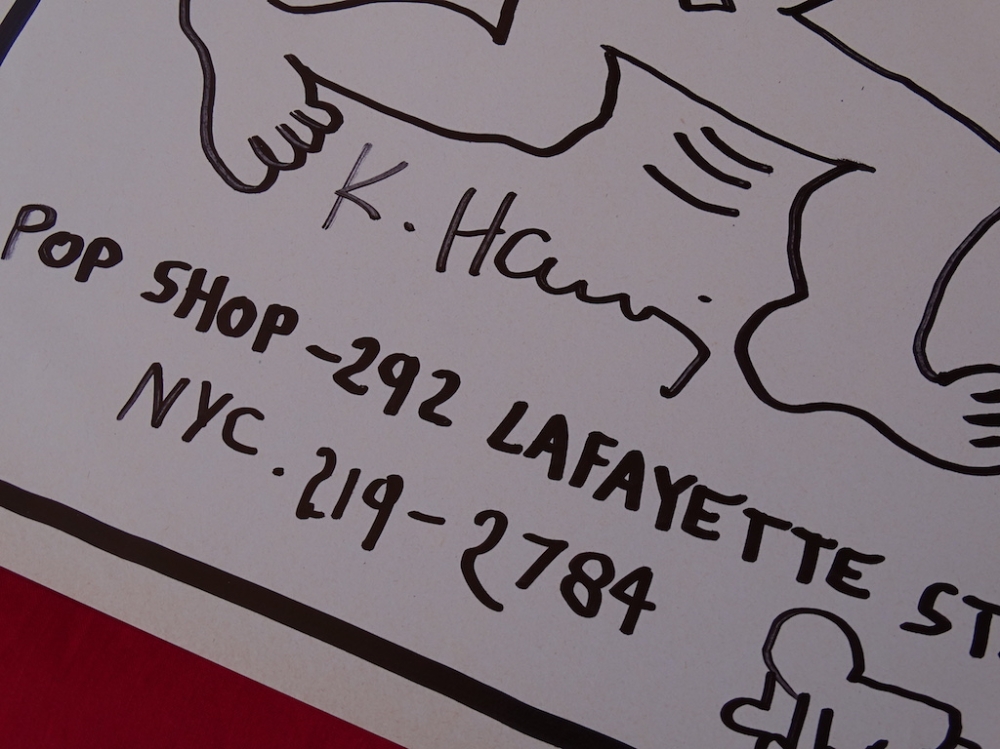 K. Haring
POP SHOP - 292 LAFAYETTE ST.
NYC. 219-2784